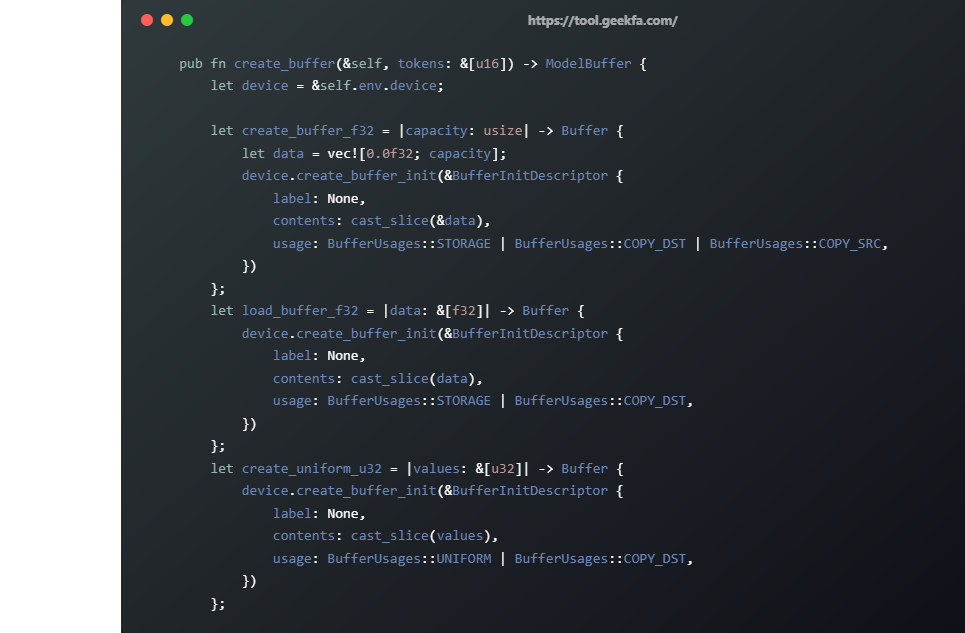 https://tool.geekfa.com/
pub fn create_buffer(&self, tokens: &[u16]) -> ModelBuffer {
    let device = &self.env.device;

    let create_buffer_f32 = |capacity: usize| -> Buffer {
        let data = vec![0.0f32; capacity];
        device.create_buffer_init(&BufferInitDescriptor {
            label: None,
            contents: cast_slice(&data),
            usage: BufferUsages::STORAGE | BufferUsages::COPY_DST | BufferUsages::COPY_SRC,
        })
    };
    let load_buffer_f32 = |data: &[f32]| -> Buffer {
        device.create_buffer_init(&BufferInitDescriptor {
            label: None,
            contents: cast_slice(data),
            usage: BufferUsages::STORAGE | BufferUsages::COPY_DST,
        })
    };
    let create_uniform_u32 = |values: &[u32]| -> Buffer {
        device.create_buffer_init(&BufferInitDescriptor {
            label: None,
            contents: cast_slice(values),
            usage: BufferUsages::UNIFORM | BufferUsages::COPY_DST,
        })
    };